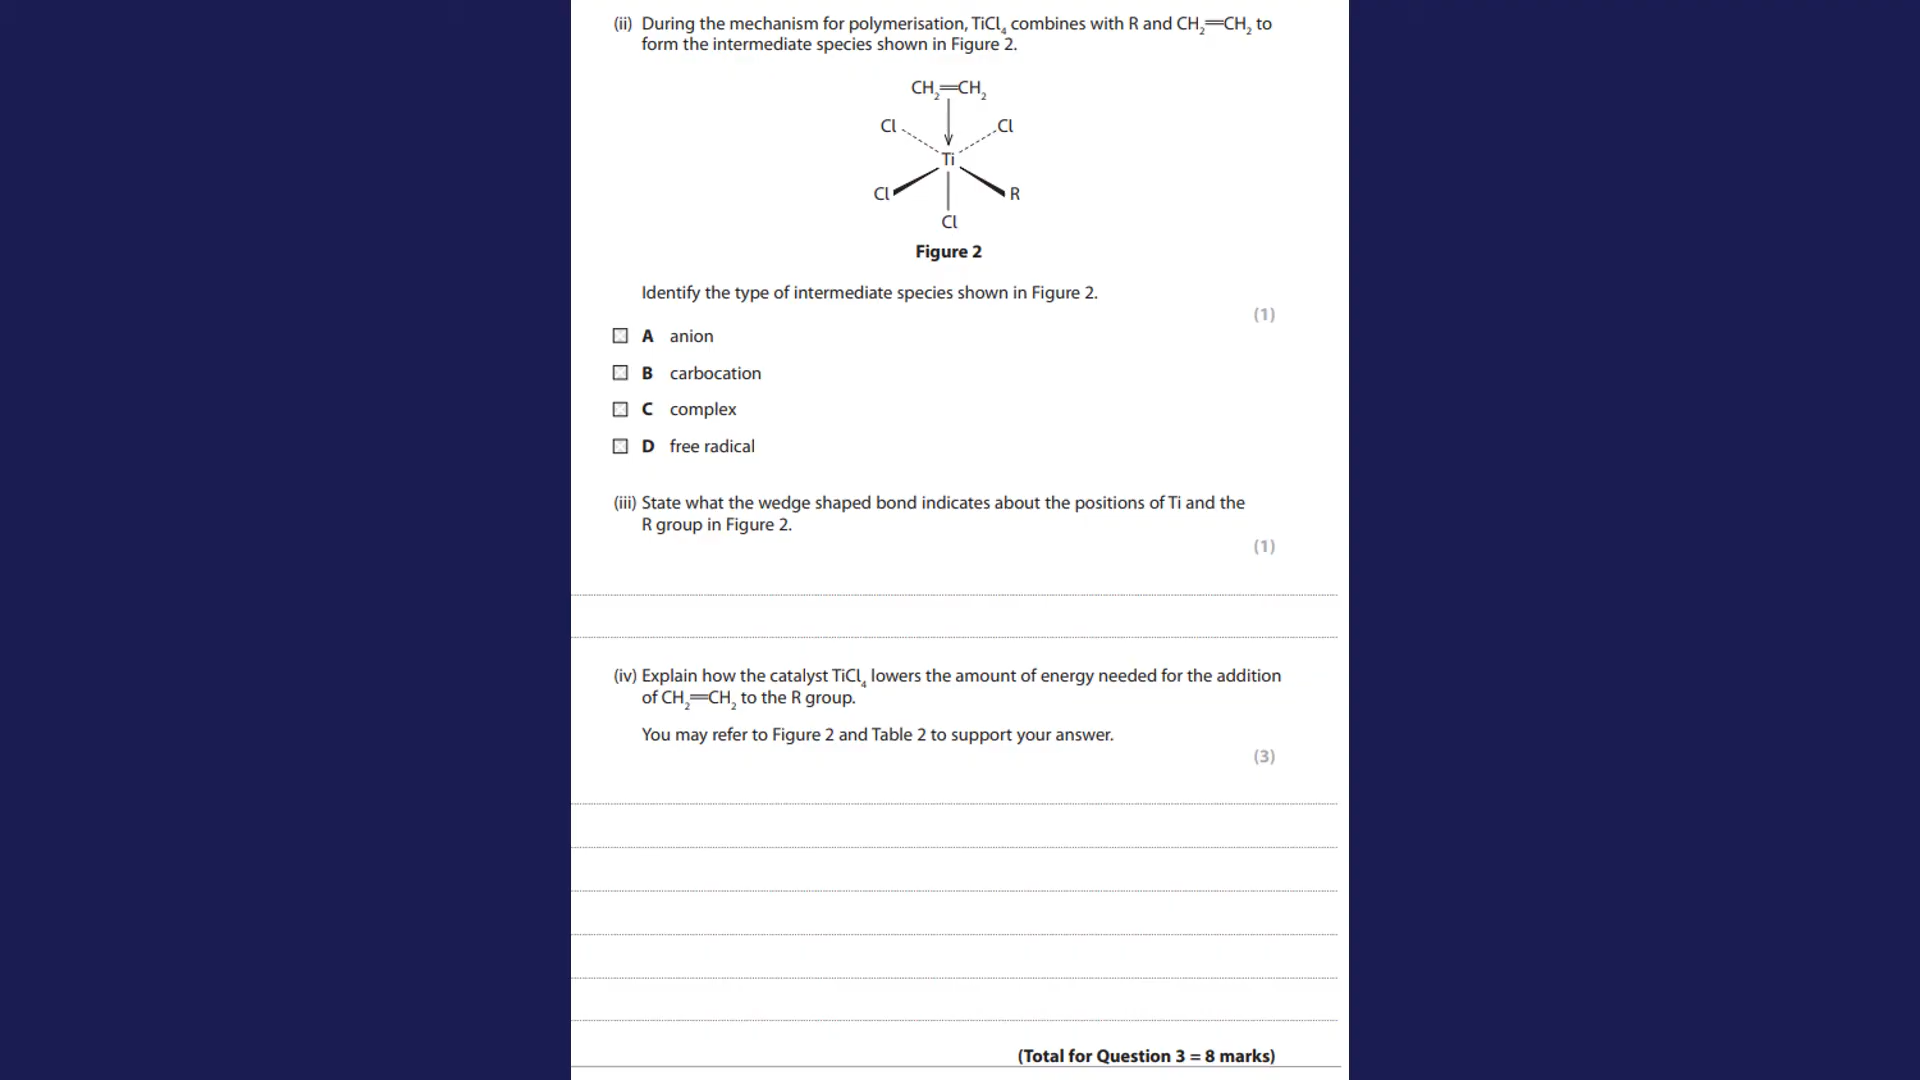 (ii) During the mechanism for polymerisation, TiCl4 combines with R and CH2=CH2 to
form the intermediate species shown in Figure 2.
CH2=CH2
Cl Cl
Ti
Cl R
Cl
Figure 2
Identify the type of intermediate species shown in Figure 2.
(1)
A anion
B carbocation
C complex
D free radical
(iii) State what the wedge shaped bond indicates about the positions of Ti and the
R group in Figure 2.
(1)
(iv) Explain how the catalyst TiCl4 lowers the amount of energy needed for the addition
of CH2=CH2 to the R group.
You may refer to Figure 2 and Table 2 to support your answer.
(3)
(Total for Question 3 = 8 marks)